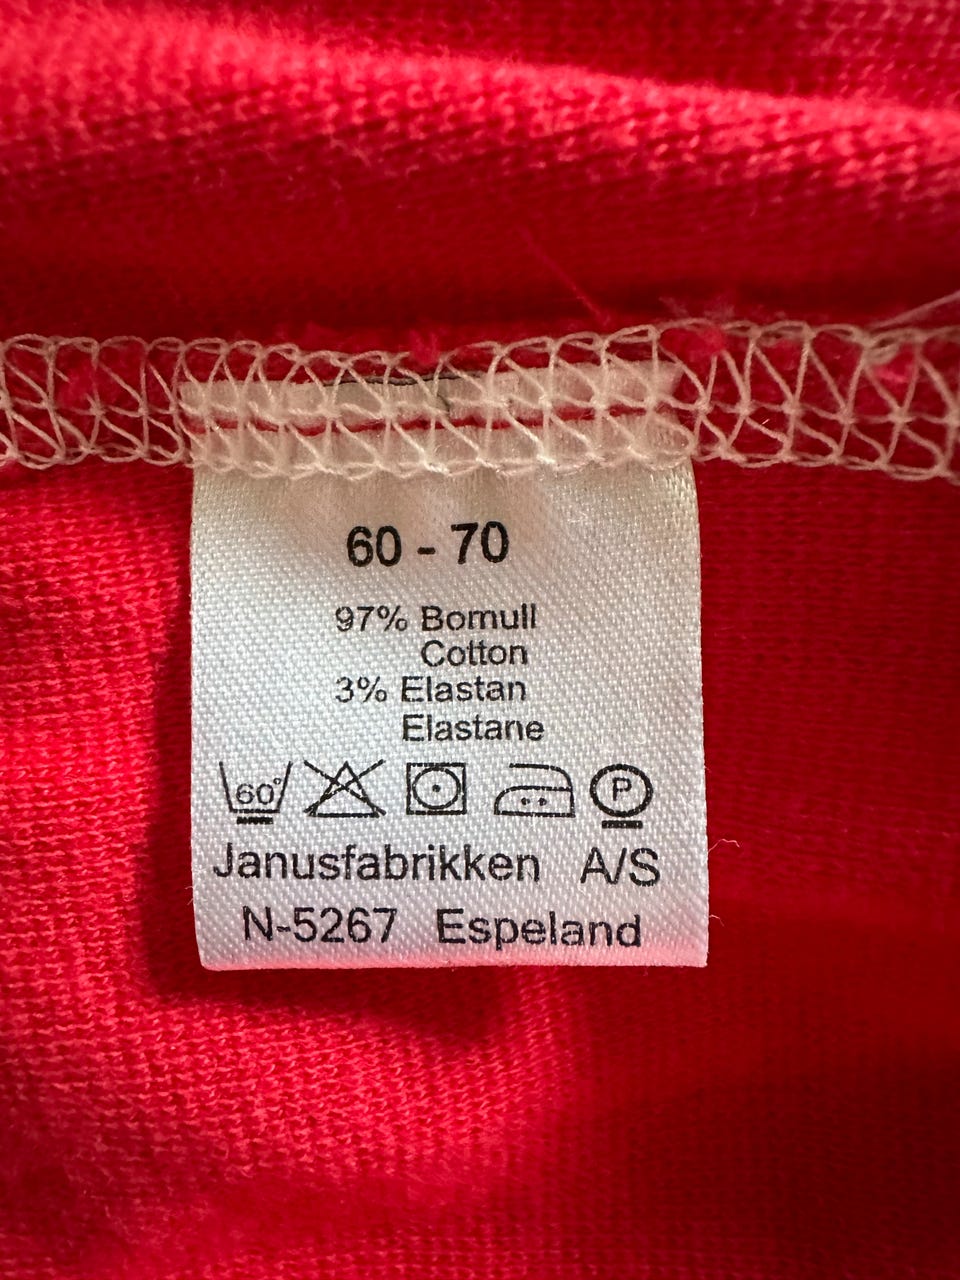 60 - 70
97% Bomull
Cotton
3% Elastan
Elastane
60° P
Janusfabrikken A/S
N-5267 Espeland